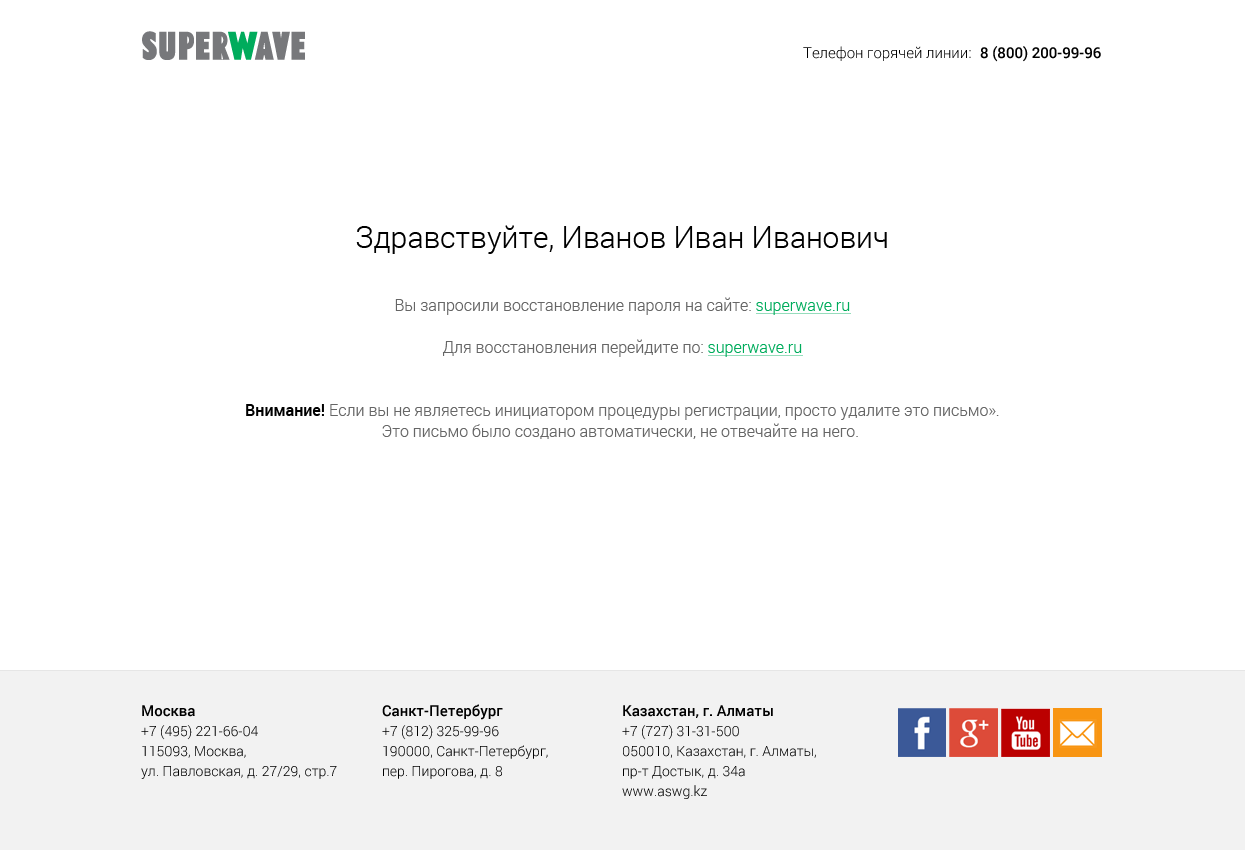 SUPERWAVE
Телефон горячей линии: 8 (800) 200-99-96
Здравствуйте, Иванов Иван Иванович
Вы запросили восстановление пароля на сайте: superwave.ru
Для восстановления перейдите по: superwave.ru
Внимание! Если вы не являетесь инициатором процедуры регистрации, просто удалите это письмо».
Это письмо было создано автоматически, не отвечайте на него.
Москва
+7 (495) 221-66-04
115093, Москва,
ул. Павловская, д. 27/29, стр.7
Санкт-Петербург
+7 (812) 325-99-96
190000, Санкт-Петербург,
пер. Пирогова, д. 8
Казахстан, г. Алматы
+7 (727) 31-31-500
050010, Казахстан, г. Алматы,
пр-т Достык, д. 34а
www.aswg.kz
f
g+
You
Tube